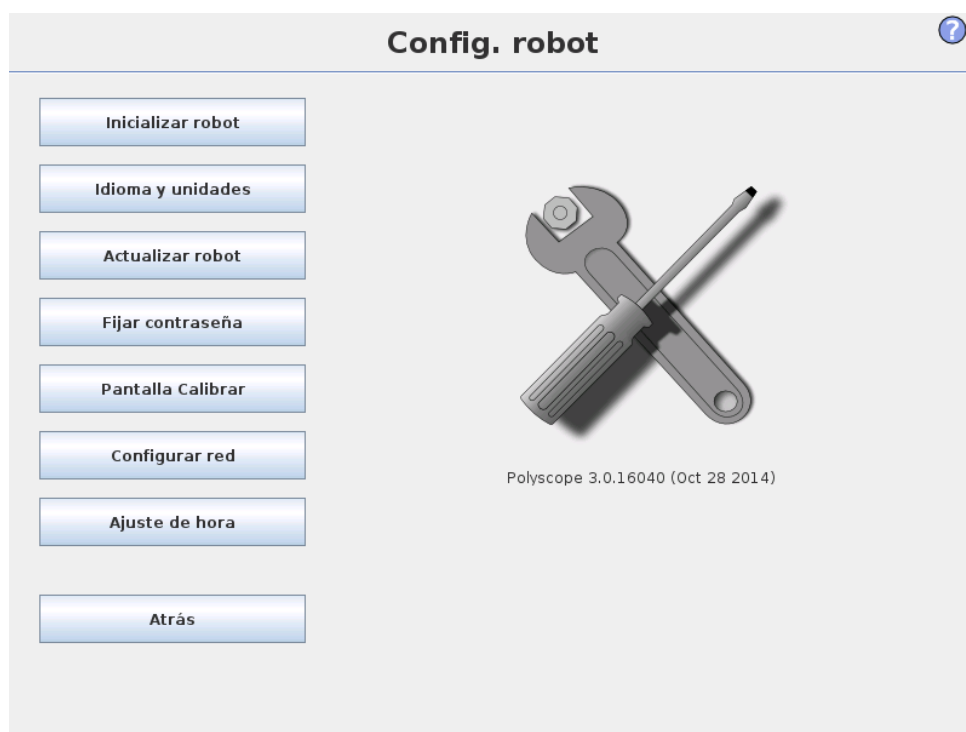 Config. robot
?
Inicializar robot
Idioma y unidades
Actualizar robot
Fijar contraseña
Pantalla Calibrar
Configurar red
Ajuste de hora
Atrás
Polyscope 3.0.16040 (Oct 28 2014)